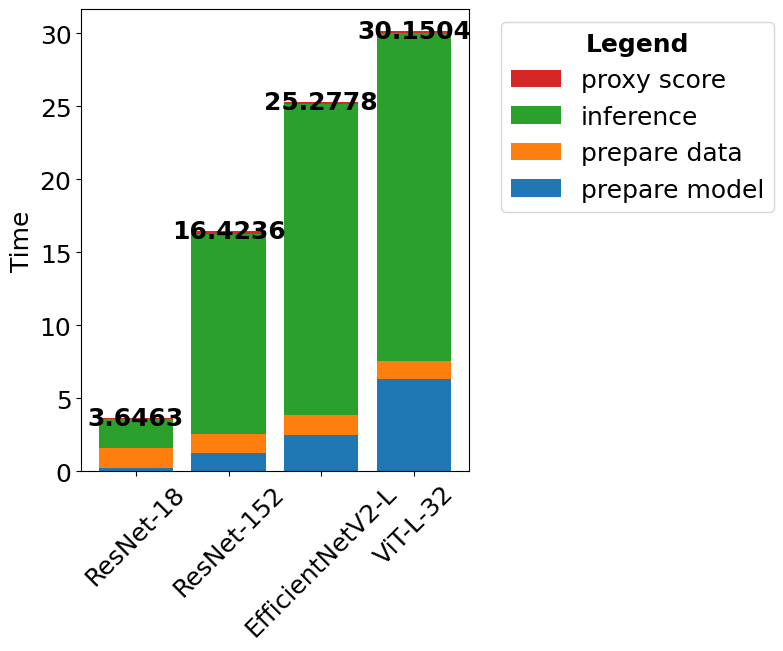 30.1504
25.2778
16.4236
3.6463
30
25
20
15
10
5
0
Time
ResNet-18
ResNet-152
EfficientNetV2-L
ViT-L-32
Legend
proxy score
inference
prepare data
prepare model